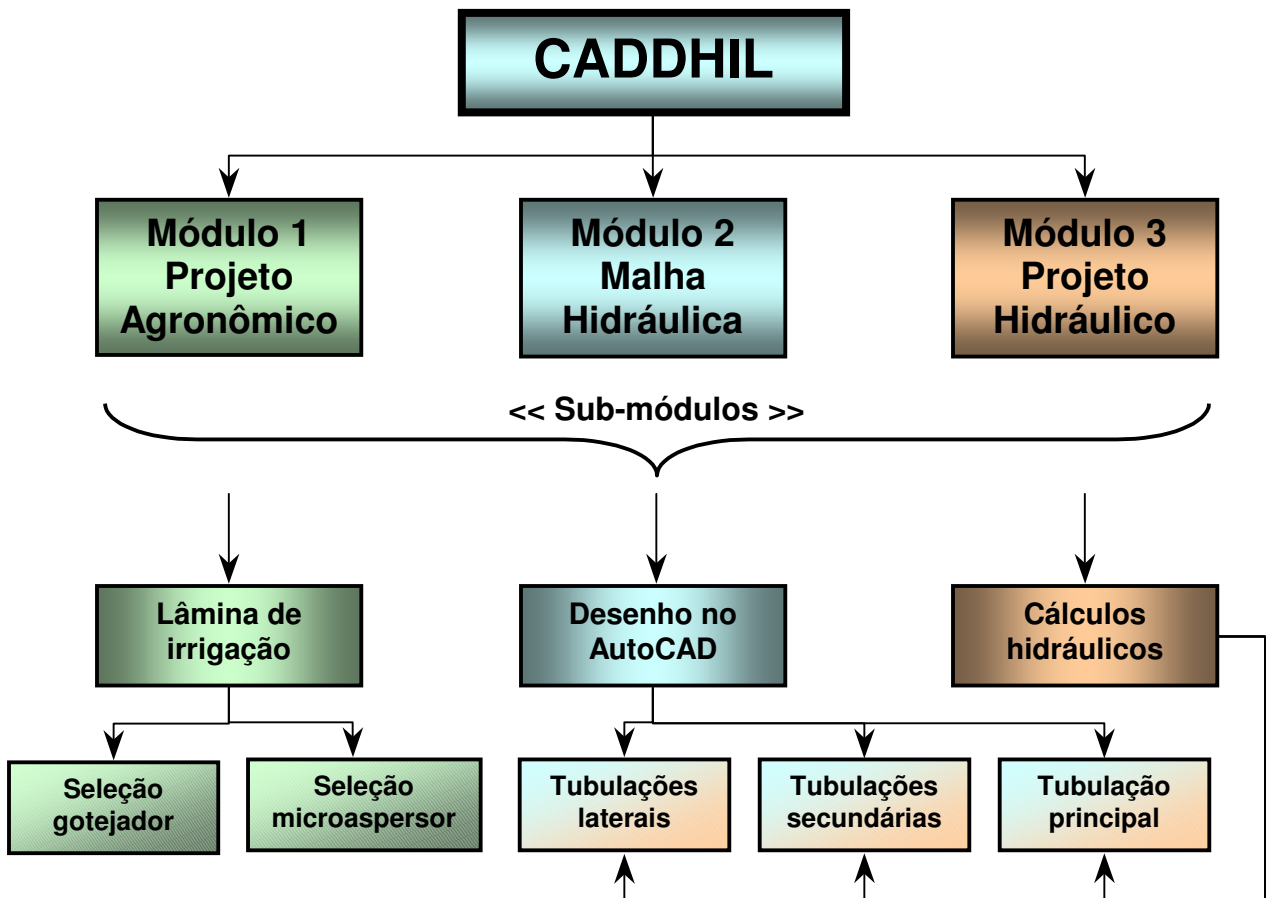 CADDHIL
Módulo 1
Projeto
Agronômico
Módulo 2
Malha
Hidráulica
Módulo 3
Projeto
Hidráulico
<< Sub-módulos >>
Lâmina de
irrigação
Desenho no
AutoCAD
Cálculos
hidráulicos
Seleção
gotejador
Seleção
microaspersor
Tubulações
laterais
Tubulações
secundárias
Tubulação
principal